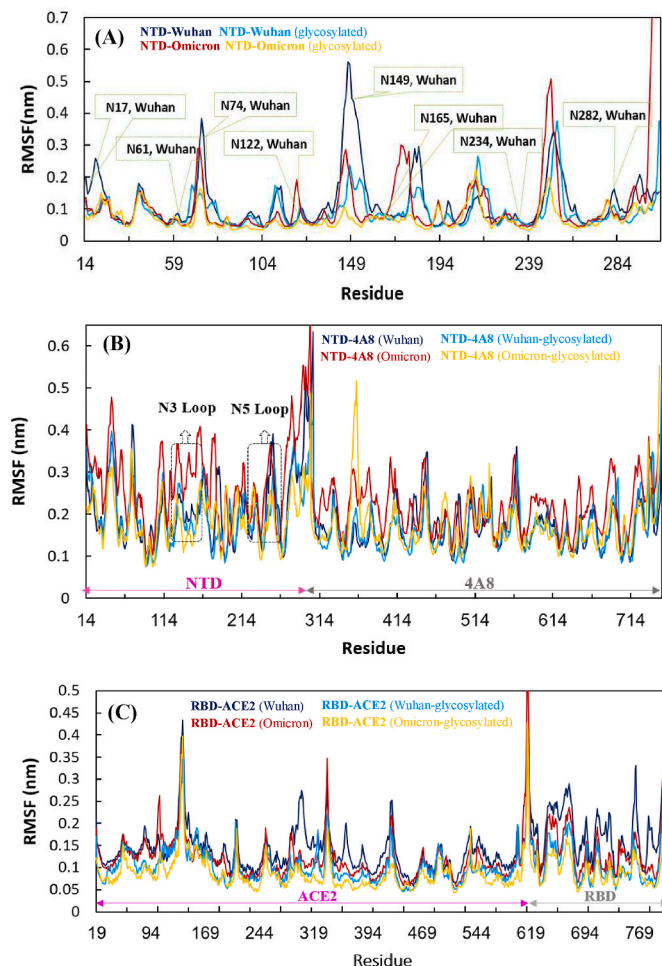 (A)
NTD-Wuhan NTD-Wuhan (glycosylated)
NTD-Omicron NTD-Omicron (glycosylated)
N17, Wuhan
N61, Wuhan
N74, Wuhan
N122, Wuhan
N149, Wuhan
N165, Wuhan
N234, Wuhan
N282, Wuhan
RMSF(nm)
0.6
0.5
0.4
0.3
0.2
0.1
0
14 59 104 149 194 239 284
Residue
(B)
NTD-4A8 (Wuhan) NTD-4A8 (Wuhan-glycosylated)
NTD-4A8 (Omicron) NTD-4A8 (Omicron-glycosylated)
N3 Loop N5 Loop
RMSF (nm)
0.6
0.5
0.4
0.3
0.2
0.1
0
NTD 4A8
14 114 214 314 414 514 614 714
Residue
(C)
RBD-ACE2 (Wuhan) RBD-ACE2 (Wuhan-glycosylated)
RBD-ACE2 (Omicron) RBD-ACE2 (Omicron-glycosylated)
RMSF (nm)
0.5
0.45
0.4
0.35
0.3
0.25
0.2
0.15
0.1
0.05
0
ACE2 RBD
19 94 169 244 319 394 469 544 619 694 769
Residue